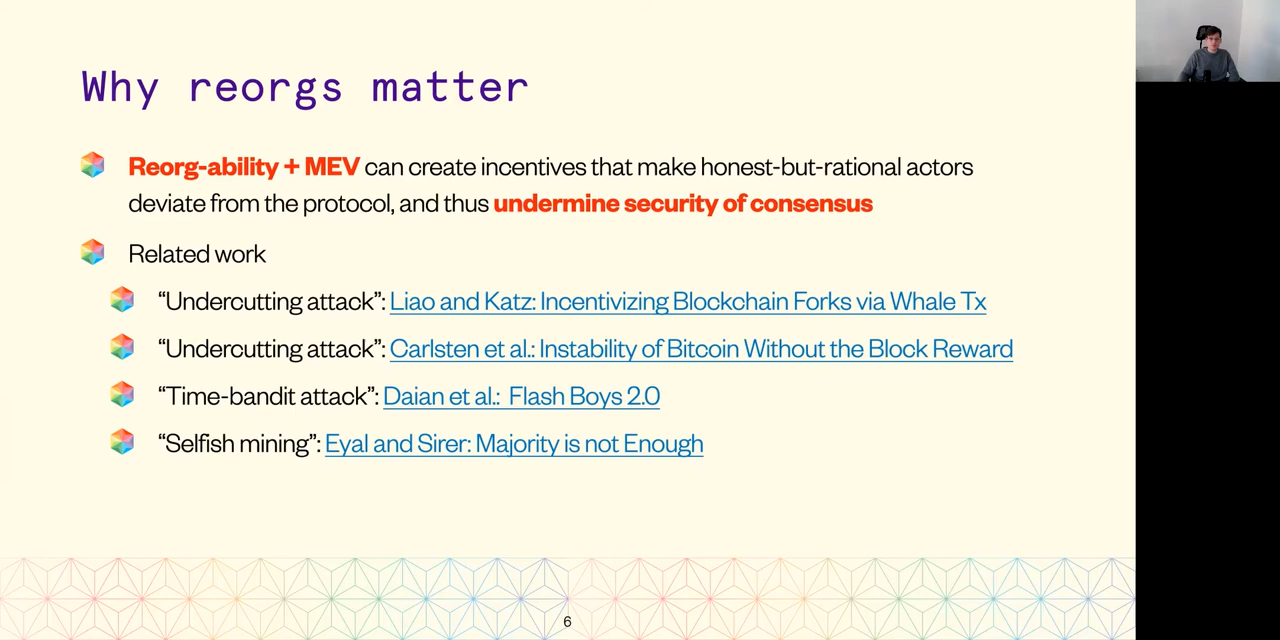 Why reorgs matter
Reorg-ability + MEV can create incentives that make honest-but-rational actors
deviate from the protocol, and thus undermine security of consensus
Related work
“Undercutting attack”: Liao and Katz: Incentivizing Blockchain Forks via Whale Tx
“Undercutting attack”: Carlsten et al.: Instability of Bitcoin Without the Block Reward
“Time-bandit attack”: Daian et al.: Flash Boys 2.0
“Selfish mining”: Eyal and Sirer: Majority is not Enough
6